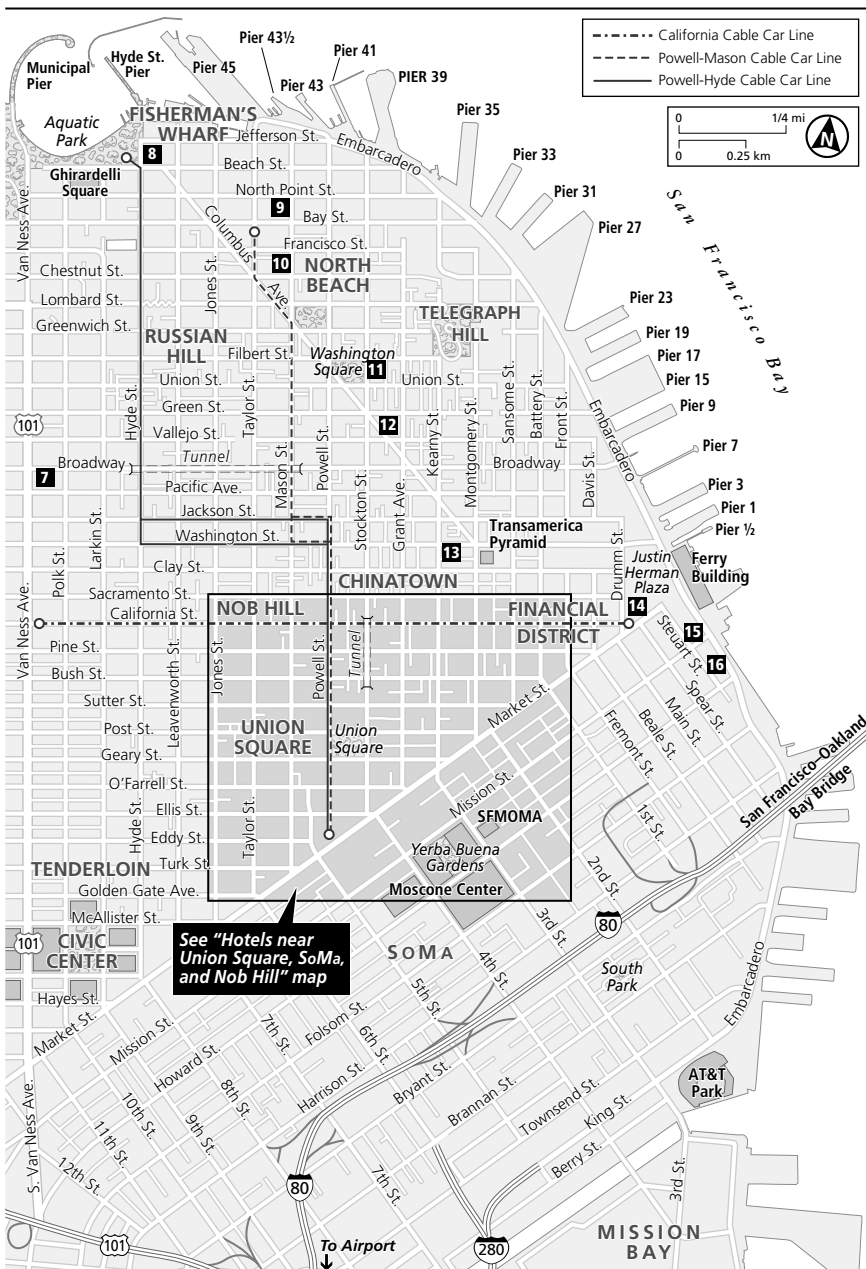 California Cable Car Line
Powell-Mason Cable Car Line
Powell-Hyde Cable Car Line
0 1/4 mi
0 0.25 km
N
Municipal
Pier
Hyde St.
Pier
Pier 45
Pier 43½
Pier 43
Pier 41
PIER 39
Pier 35
Pier 33
Pier 31
Pier 27
Pier 23
Pier 19
Pier 17
Pier 15
Pier 9
Pier 7
Pier 3
Pier 1
Pier ½
San Francisco Bay
Aquatic
Park
FISHERMAN'S
WHARF
8
Ghirardelli
Square
Jefferson St.
Embarcadero
Beach St.
North Point St.
9
Bay St.
Columbus Ave.
Francisco St.
10
NORTH
BEACH
Van Ness Ave.
Chestnut St.
Jones St.
Lombard St.
Greenwich St.
TELEGRAPH
HILL
RUSSIAN
HILL
Filbert St.
Washington
Square
11
Union St.
Union St.
Green St.
12
Vallejo St.
Hyde St.
Taylor St.
101
Broadway
Tunnel
7
Mason St.
Powell St.
Kearny St.
Montgomery St.
Sansome St.
Battery St.
Front St.
Embarcadero
Broadway
Davis St.
Pacific Ave.
Jackson St.
Washington St.
Stockton St.
Grant Ave.
13
Transamerica
Pyramid
Larkin St.
Polk St.
Clay St.
CHINATOWN
Drumm St.
Justin
Herman
Plaza
Ferry
Building
Sacramento St.
California St.
NOB HILL
FINANCIAL
DISTRICT
14
15
16
Steuart St.
Spear St.
Main St.
Beale St.
Fremont St.
1st St.
Van Ness Ave.
Pine St.
Bush St.
Leavenworth St.
Jones St.
Powell St.
Tunnel
Market St.
Sutter St.
Post St.
Geary St.
UNION
SQUARE
Union
Square
O'Farrell St.
Mission St.
San Francisco–Oakland
Bay Bridge
Hyde St.
Ellis St.
Eddy St.
Taylor St.
SFMOMA
Turk St.
Yerba Buena
Gardens
TENDERLOIN
Golden Gate Ave.
Moscone Center
2nd St.
3rd St.
80
McAllister St.
101
CIVIC
CENTER
See "Hotels near
Union Square, SoMa,
and Nob Hill" map
SOMA
4th St.
South
Park
Embarcadero
Hayes St.
Market St.
Mission St.
Howard St.
7th St.
Folsom St.
6th St.
5th St.
Harrison St.
8th St.
Bryant St.
Brannan St.
AT&T
Park
Townsend St.
King St.
Berry St.
S. Van Ness Ave.
10th St.
9th St.
11th St.
12th St.
7th St.
3rd St.
80
101
To Airport
280
MISSION
BAY